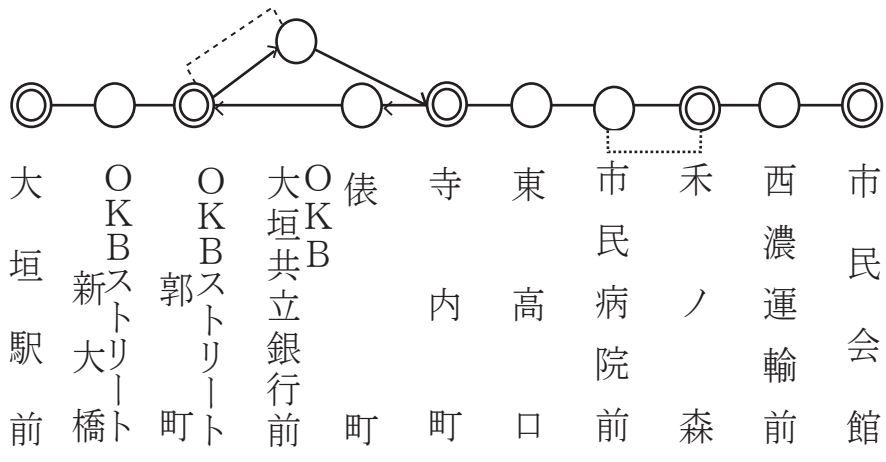 大垣駅前
OKBストリート
新大橋
OKBストリート
郭町
OKB
大垣共立銀行前
俵町
寺内町
東高口
市民病院前
禾ノ森
西濃運輸前
市民会館